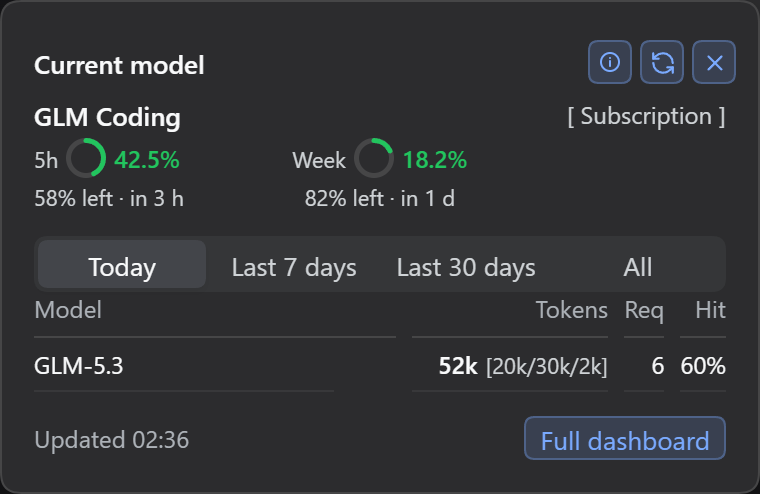 Current model
GLM Coding [ Subscription ]
5h 42.5% Week 18.2%
58% left · in 3 h 82% left · in 1 d
Today Last 7 days Last 30 days All
Model Tokens Req Hit
GLM-5.3 52k [20k/30k/2k] 6 60%
Updated 02:36 Full dashboard